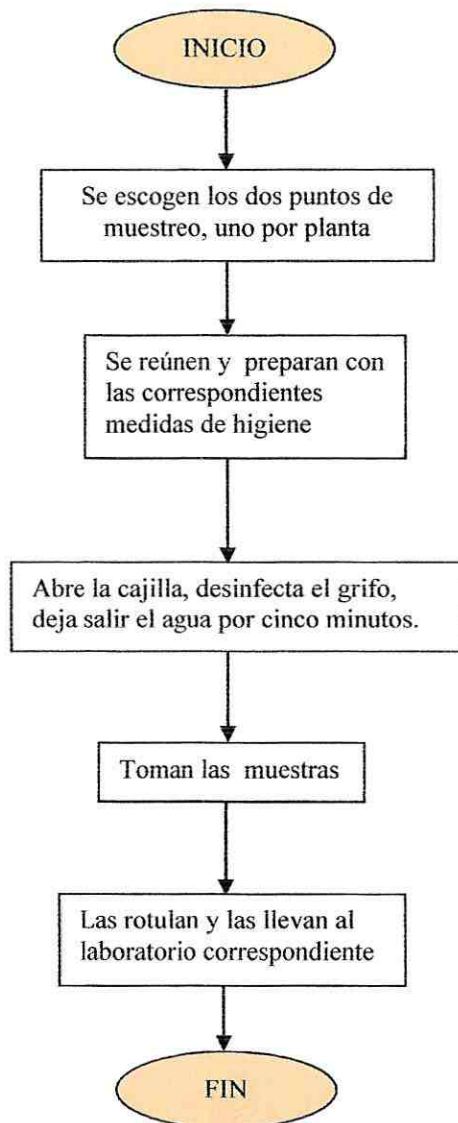 INICIO
Se escogen los dos puntos de
muestreo, uno por planta
Se reúnen y preparan con
las correspondientes
medidas de higiene
Abre la cajilla, desinfecta el grifo,
deja salir el agua por cinco minutos.
Toman las muestras
Las rotulan y las llevan al
laboratorio correspondiente
FIN